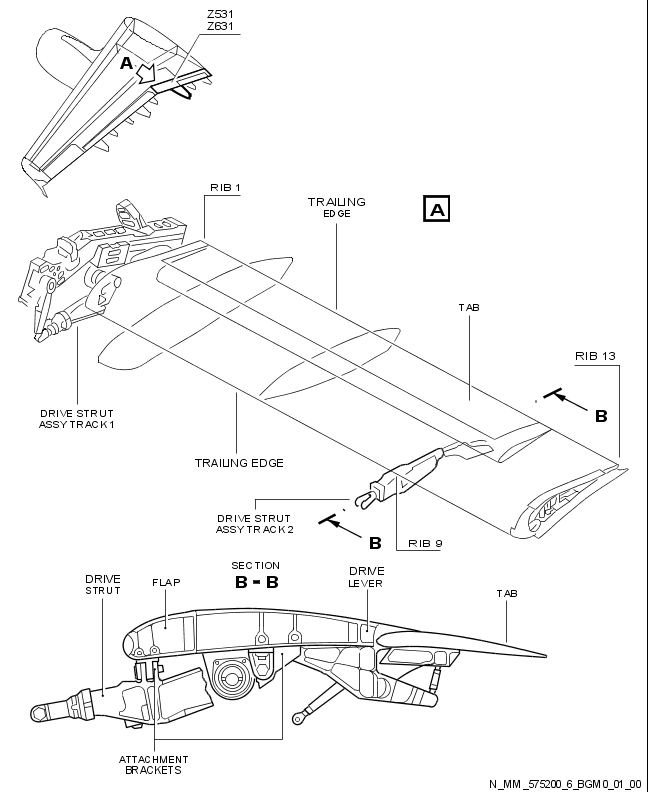 Z531
Z631
A
RIB 1
TRAILING
EDGE
A
TAB
RIB 13
B
DRIVE STRUT
ASSY TRACK 1
TRAILING EDGE
DRIVE STRUT
ASSY TRACK 2
B
RIB 9
SECTION
B - B
DRIVE
STRUT
FLAP
DRIVE
LEVER
TAB
ATTACHMENT
BRACKETS
N_MM_575200_6_BGM0_01_00